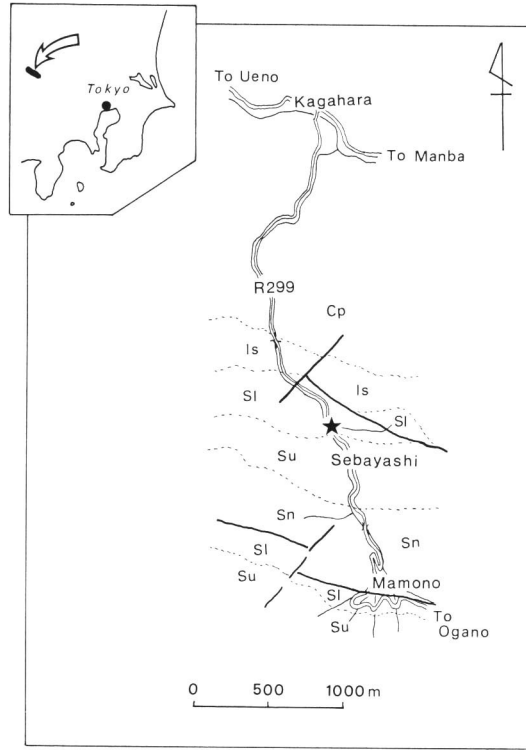 Tokyo
To Ueno
Kagahara
To Manba
R299
Cp
Is
Is
Sl
Sl
Sebayashi
Su
Sn
Sn
Sl
Su
Mamono
Sl
To
Ogano
Su
0 500 1000 m